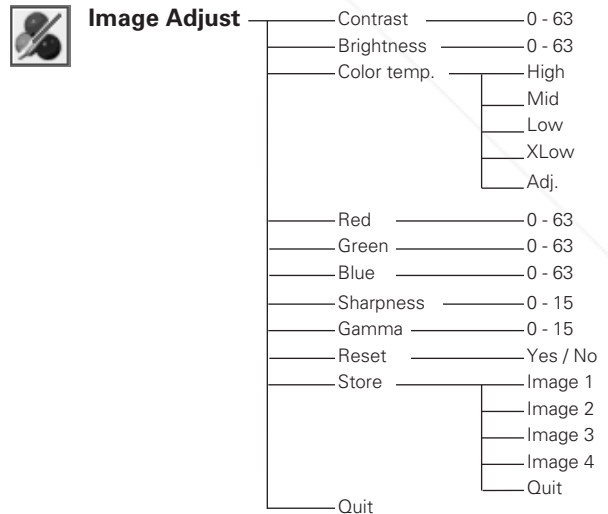 Image Adjust Contrast 0 - 63
Brightness 0 - 63
Color temp. High
Mid
Low
XLow
Adj.
Red 0 - 63
Green 0 - 63
Blue 0 - 63
Sharpness 0 - 15
Gamma 0 - 15
Reset Yes / No
Store Image 1
Image 2
Image 3
Image 4
Quit
Quit